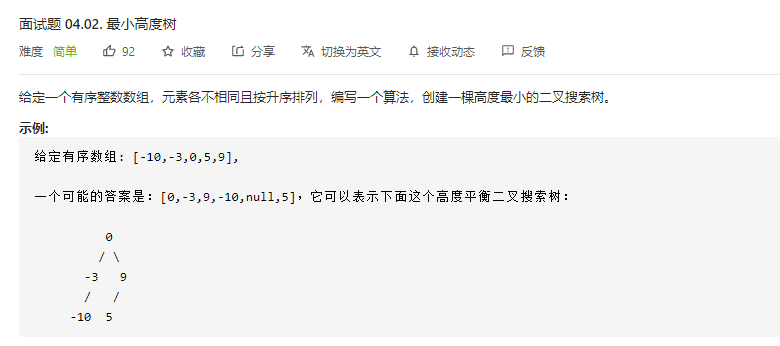 面试题 04.02. 最小高度树
难度 简单 92 收藏 分享 切换为英文 接收动态 反馈
给定一个有序整数数组，元素各不相同且按升序排列，编写一个算法，创建一棵高度最小的二叉搜索树。
示例:
给定有序数组: [-10,-3,0,5,9],
一个可能的答案是：[0,-3,9,-10,null,5]，它可以表示下面这个高度平衡二叉搜索树：
0
/ \
-3 9
/ /
-10 5